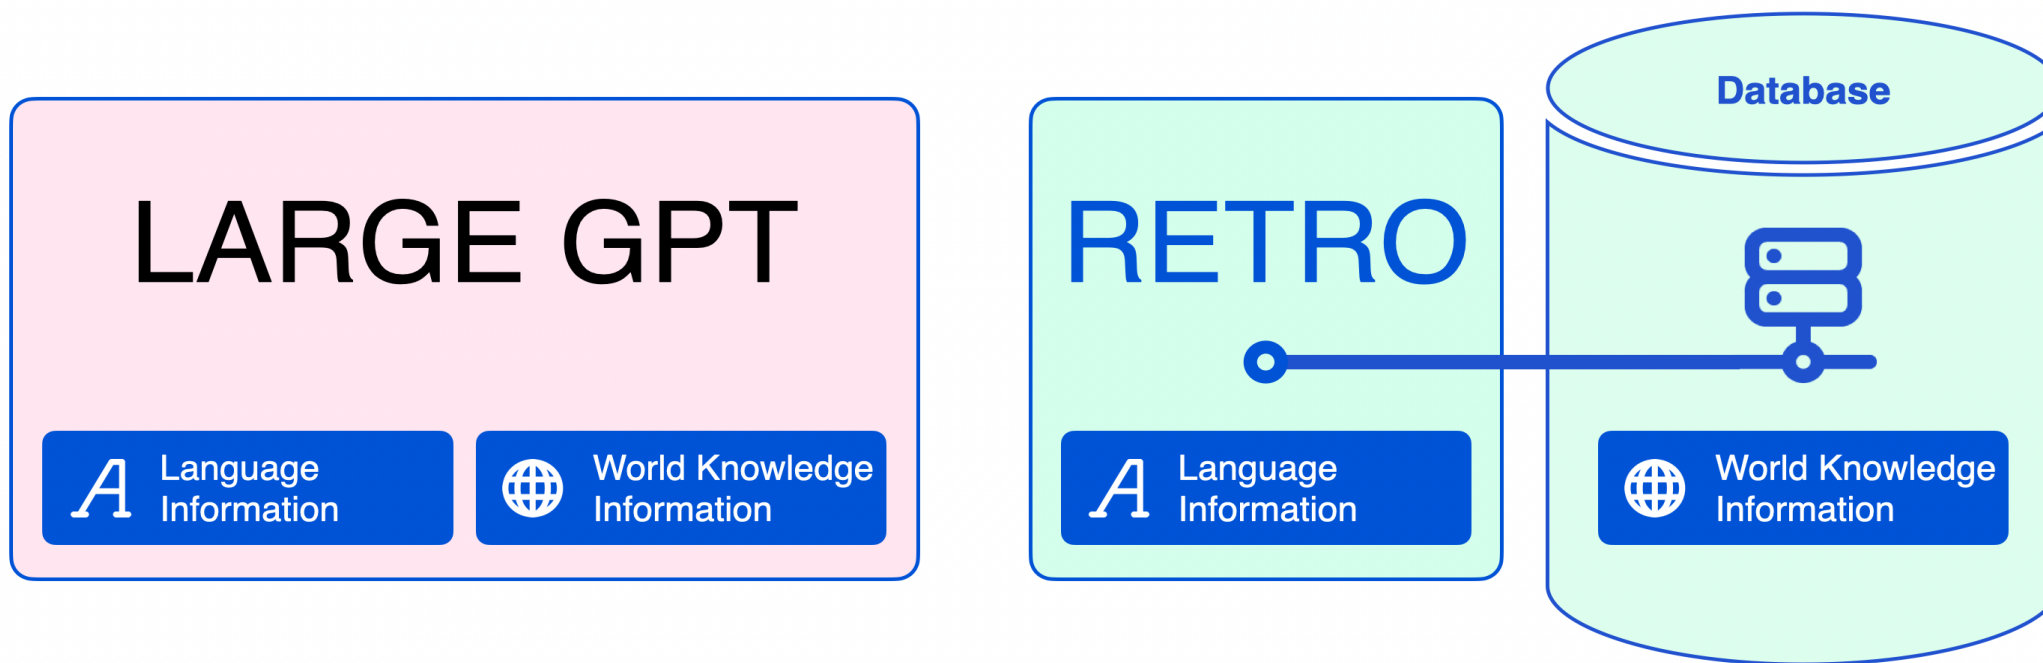 LARGE GPT
Language
Information
World Knowledge
Information
RETRO
Language
Information
Database
World Knowledge
Information